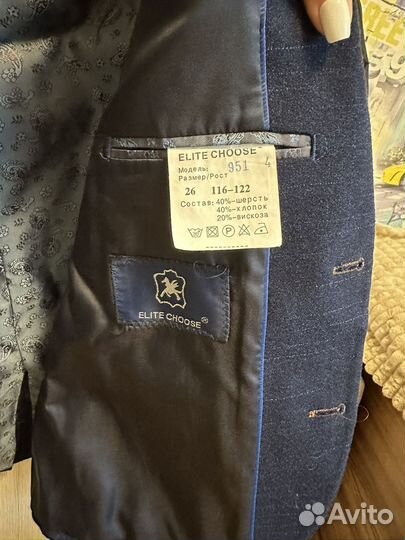 ELITE CHOOSE
Модель: 951 4
Размер/Рост
26 116-122
Состав: 40%-шерсть
40%-хлопок
20%-вискоза
ELITE CHOOSE®
Avito